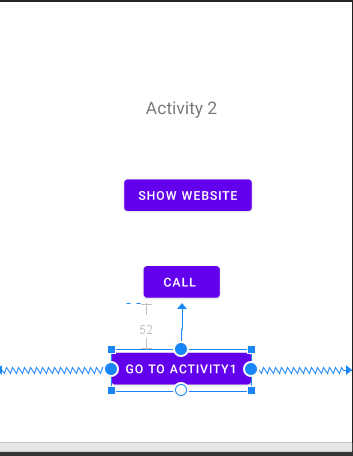 Activity 2
SHOW WEBSITE
CALL
52
GO TO ACTIVITY1